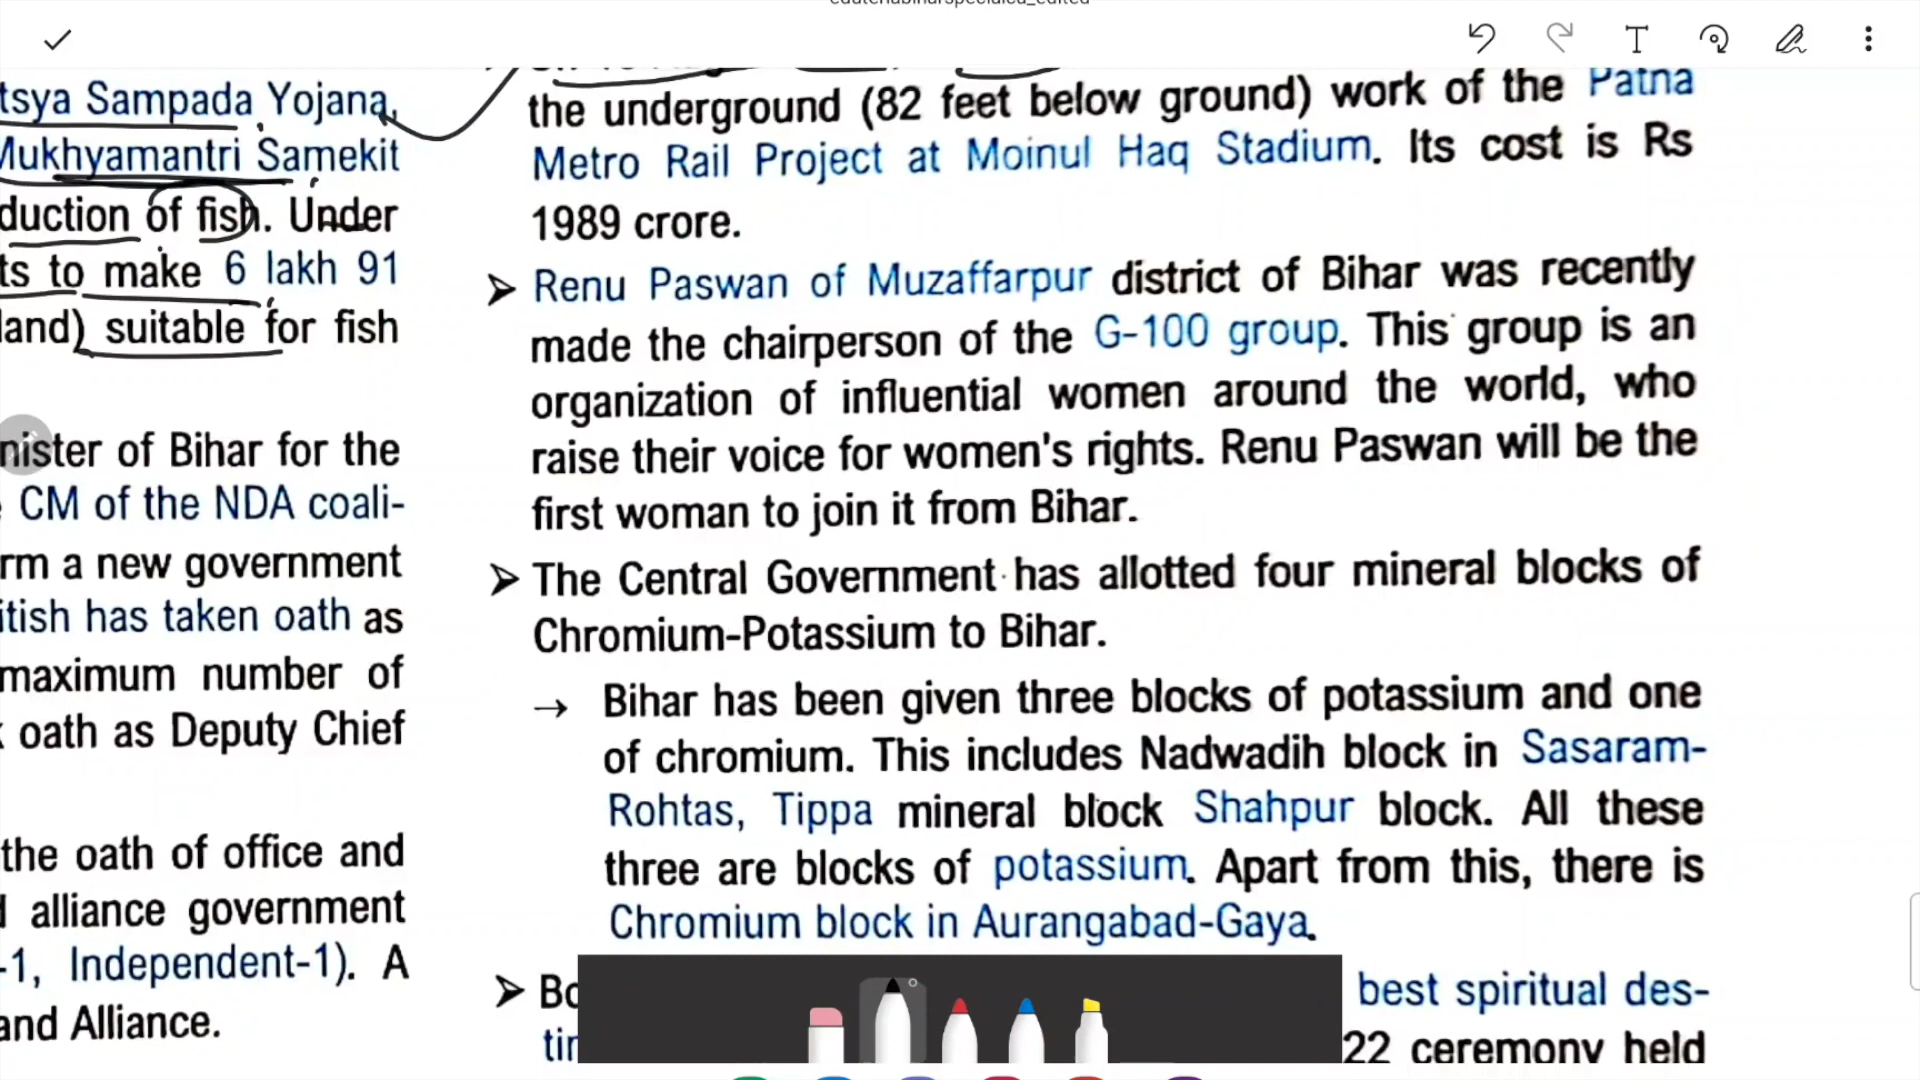 tsya Sampada Yojana,
Mukhyamantri Samekit
duction of fish. Under
ts to make 6 lakh 91
land) suitable for fish
nister of Bihar for the
CM of the NDA coali-
rm a new government
itish has taken oath as
maximum number of
oath as Deputy Chief
the oath of office and
alliance government
-1, Independent-1). A
and Alliance.
the underground (82 feet below ground) work of the Patna
Metro Rail Project at Moinul Haq Stadium. Its cost is Rs
1989 crore.
➢ Renu Paswan of Muzaffarpur district of Bihar was recently
made the chairperson of the G-100 group. This group is an
organization of influential women around the world, who
raise their voice for women's rights. Renu Paswan will be the
first woman to join it from Bihar.
➢ The Central Government has allotted four mineral blocks of
Chromium-Potassium to Bihar.
→ Bihar has been given three blocks of potassium and one
of chromium. This includes Nadwadih block in Sasaram-
Rohtas, Tippa mineral block Shahpur block. All these
three are blocks of potassium. Apart from this, there is
Chromium block in Aurangabad-Gaya.
➢ Bo best spiritual des-
tin 22 ceremony held